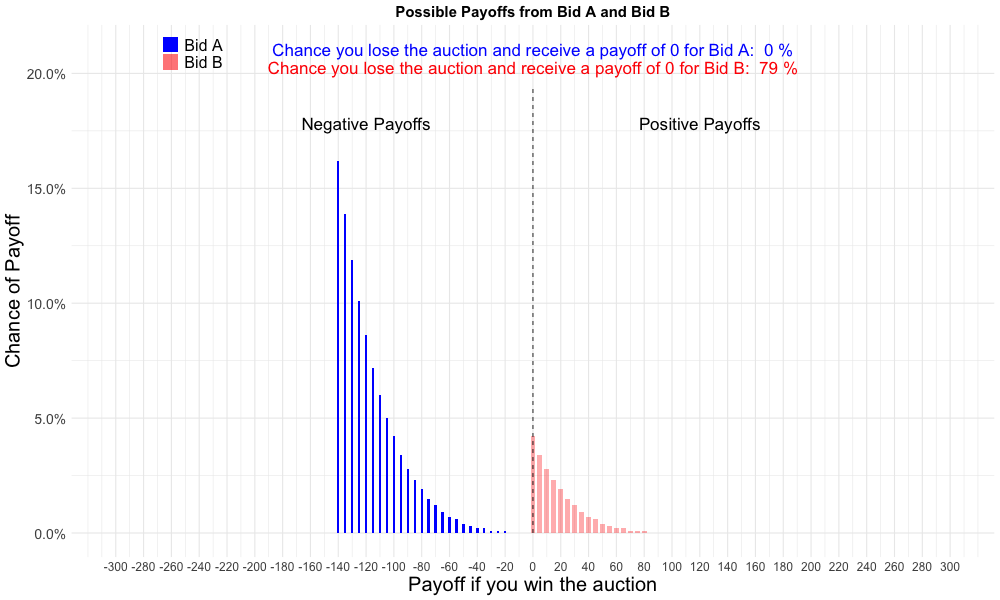 Possible Payoffs from Bid A and Bid B
Bid A
Bid B
Chance you lose the auction and receive a payoff of 0 for Bid A:  0 %
Chance you lose the auction and receive a payoff of 0 for Bid B:  79 %
Negative Payoffs
Positive Payoffs
Chance of Payoff
20.0%
15.0%
10.0%
5.0%
0.0%
-300 -280 -260 -240 -220 -200 -180 -160 -140 -120 -100 -80 -60 -40 -20 0 20 40 60 80 100 120 140 160 180 200 220 240 260 280 300
Payoff if you win the auction